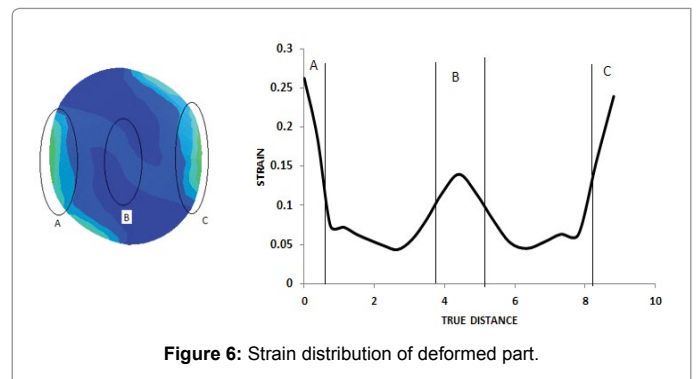 A
B
C
0.3
0.25
0.2
0.15
0.1
0.05
0
STRAIN
A
B
C
0
2
4
6
8
10
TRUE DISTANCE
Figure 6: Strain distribution of deformed part.